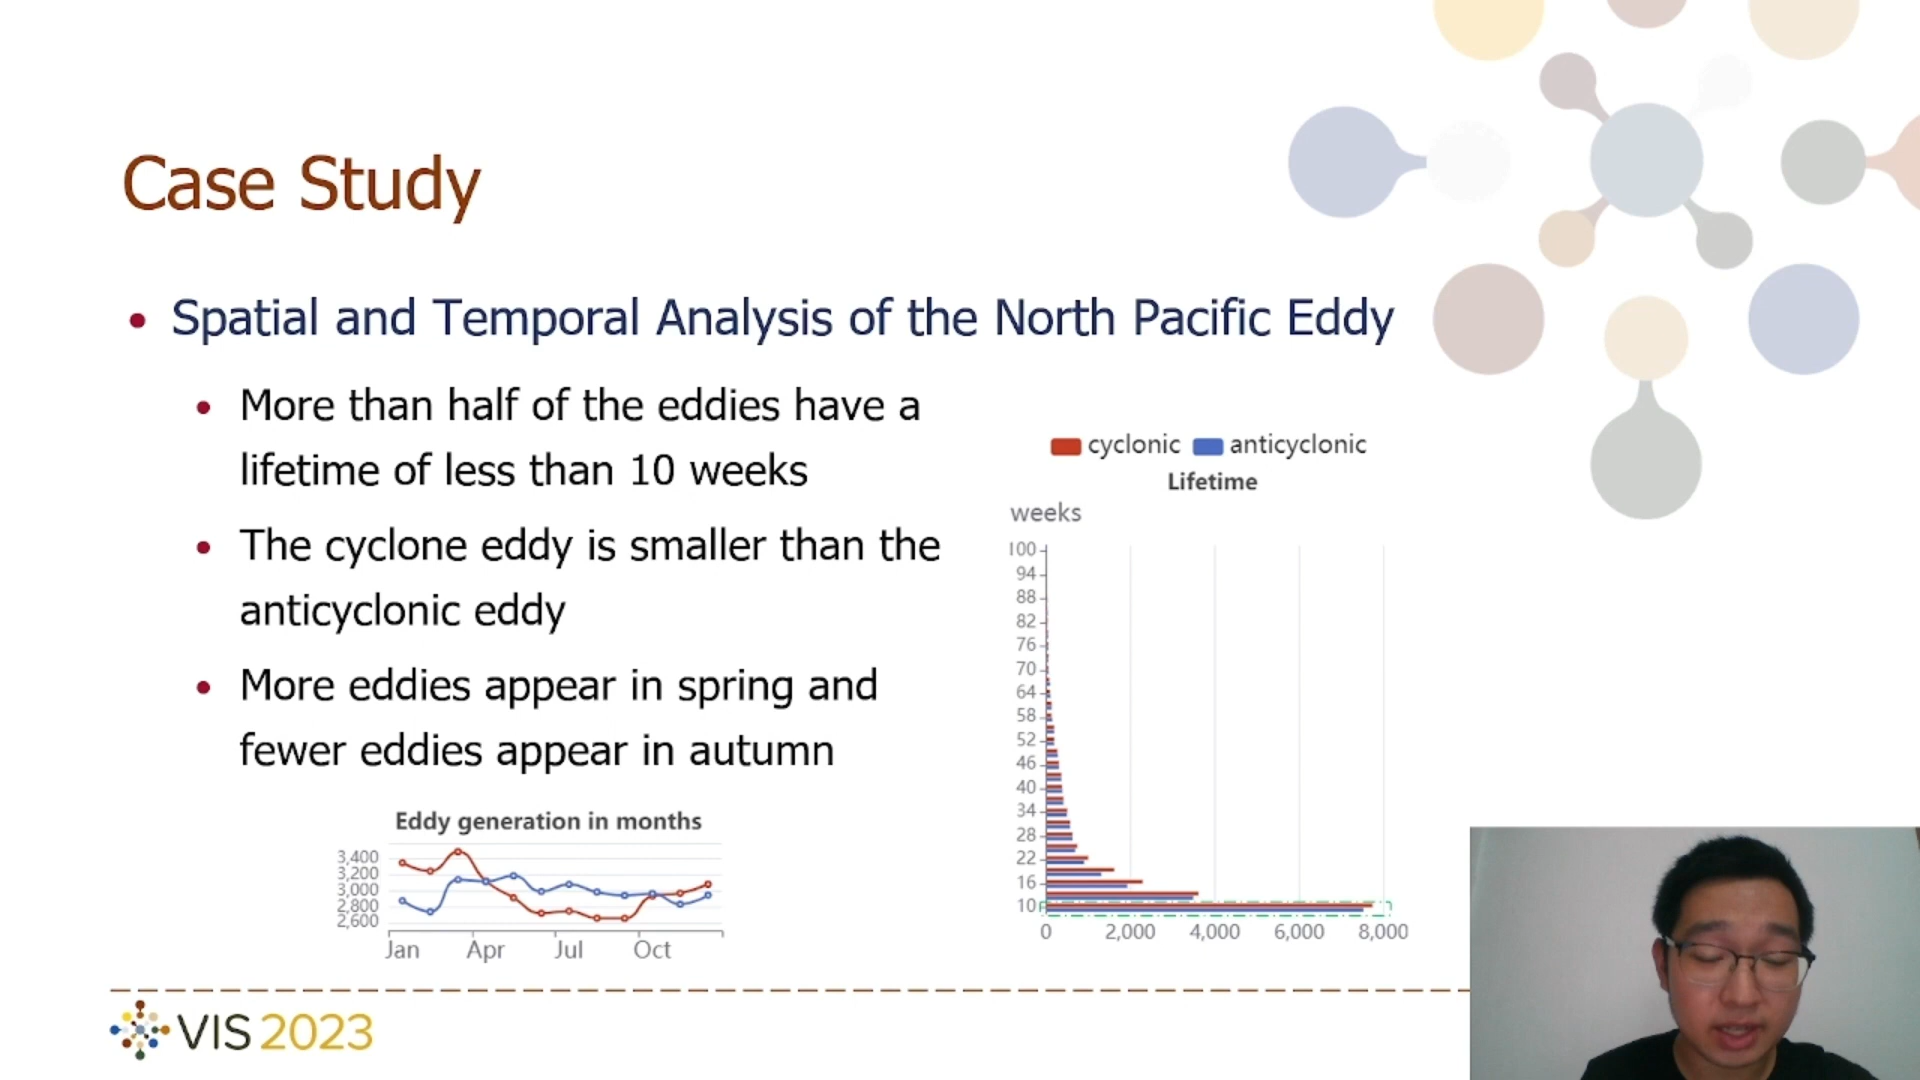 Case Study
• Spatial and Temporal Analysis of the North Pacific Eddy
• More than half of the eddies have a
lifetime of less than 10 weeks
• The cyclone eddy is smaller than the
anticyclonic eddy
• More eddies appear in spring and
fewer eddies appear in autumn
Eddy generation in months
3,400
3,200
3,000
2,800
2,600
Jan Apr Jul Oct
cyclonic anticyclonic
Lifetime
weeks
100
94
88
82
76
70
64
58
52
46
40
34
28
22
16
10
0 2,000 4,000 6,000 8,000
VIS 2023